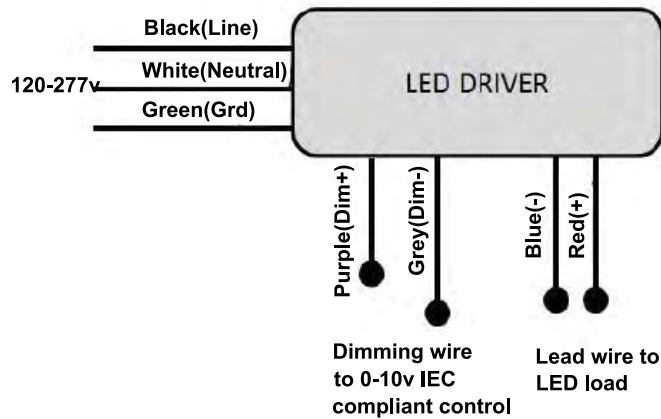 Black(Line)
120-277v
White(Neutral)
Green(Grd)
LED DRIVER
Purple(Dim+)
Grey(Dim-)
Blue(-)
Red(+)
Dimming wire
to 0-10v IEC
compliant control
Lead wire to
LED load